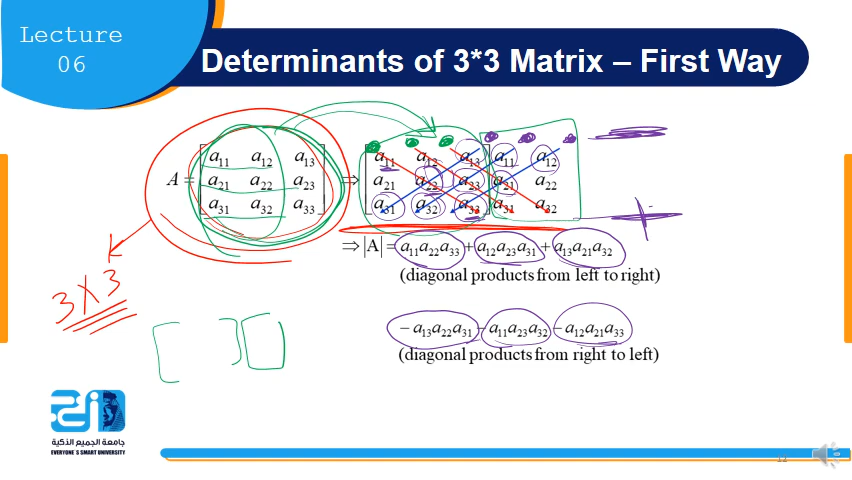 Lecture
06
Determinants of 3*3 Matrix – First Way
A = [a₁₁ a₁₂ a₁₃ ⇒ [a₁₁ a₁₂ a₁₃] a₁₁ a₁₂
a₂₁ a₂₂ a₂₃ a₂₁ a₂₂ a₂₃ a₂₁ a₂₂
a₃₁ a₃₂ a₃₃] a₃₁ a₃₂ a₃₃ a₃₁ a₃₂
⇒ |A| = a₁₁a₂₂a₃₃ + a₁₂a₂₃a₃₁ + a₁₃a₂₁a₃₂
(diagonal products from left to right)
3×3
− a₁₃a₂₂a₃₁ − a₁₁a₂₃a₃₂ − a₁₂a₂₁a₃₃
(diagonal products from right to left)
جامعة الجميع الذكية
EVERYONE`S SMART UNIVERSITY